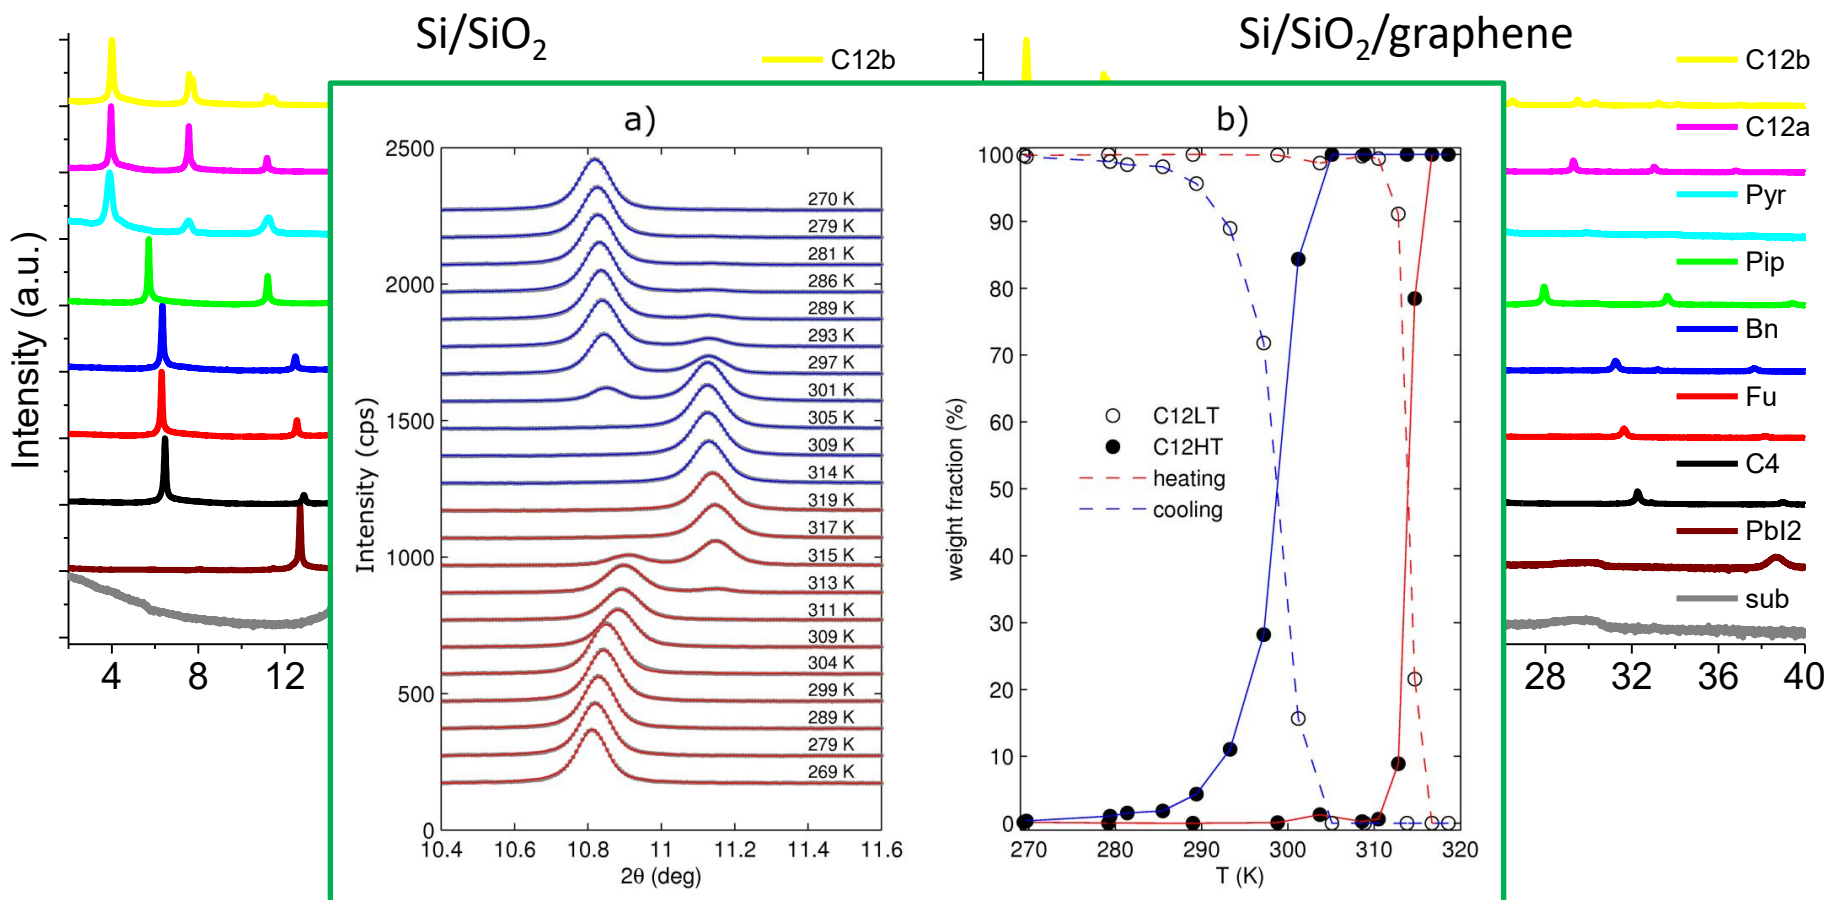 Si/SiO2
Si/SiO2/graphene
C12b
C12b
C12a
Pyr
Pip
Bn
Fu
C4
PbI2
sub
Intensity (a.u.)
4 8 12
28 32 36 40
a)
2500
2000
1500
1000
500
0
Intensity (cps)
270 K
279 K
281 K
286 K
289 K
293 K
297 K
301 K
305 K
309 K
314 K
319 K
317 K
315 K
313 K
311 K
309 K
304 K
299 K
289 K
279 K
269 K
10.4 10.6 10.8 11 11.2 11.4 11.6
2θ (deg)
b)
100
90
80
70
60
50
40
30
20
10
0
weight fraction (%)
C12LT
C12HT
heating
cooling
270 280 290 300 310 320
T (K)